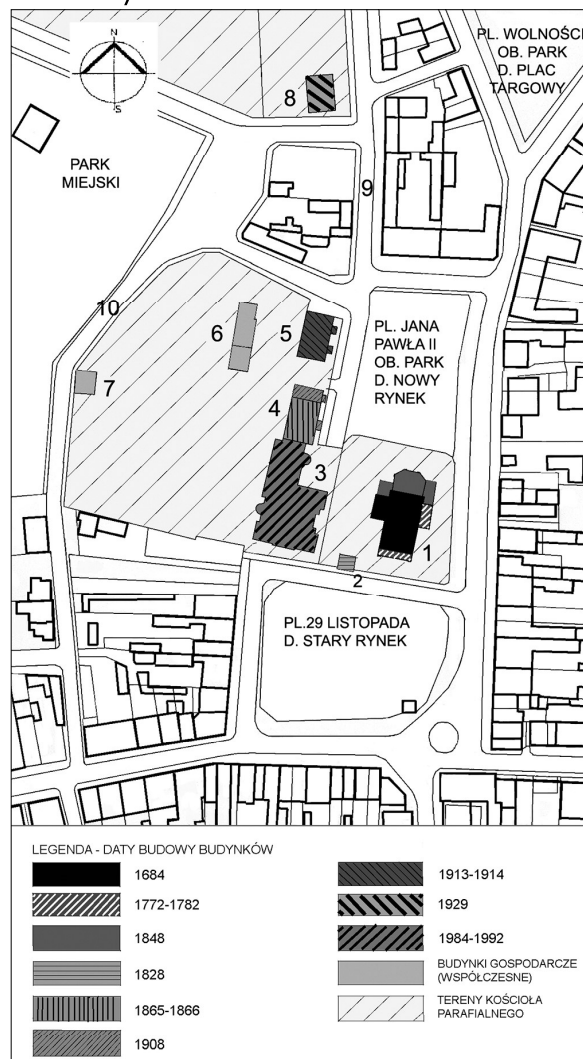 N
S
PL. WOLNOŚCI
OB. PARK
D. PLAC
TARGOWY
8
PARK
MIEJSKI
9
10
6
5
PL. JANA
PAWŁA II
OB. PARK
D. NOWY
RYNEK
7
4
3
1
2
PL.29 LISTOPADA
D. STARY RYNEK
LEGENDA - DATY BUDOWY BUDYNKÓW
1684
1772-1782
1848
1828
1865-1866
1908
1913-1914
1929
1984-1992
BUDYNKI GOSPODARCZE
(WSPÓŁCZESNE)
TERENY KOŚCIOŁA
PARAFIALNEGO